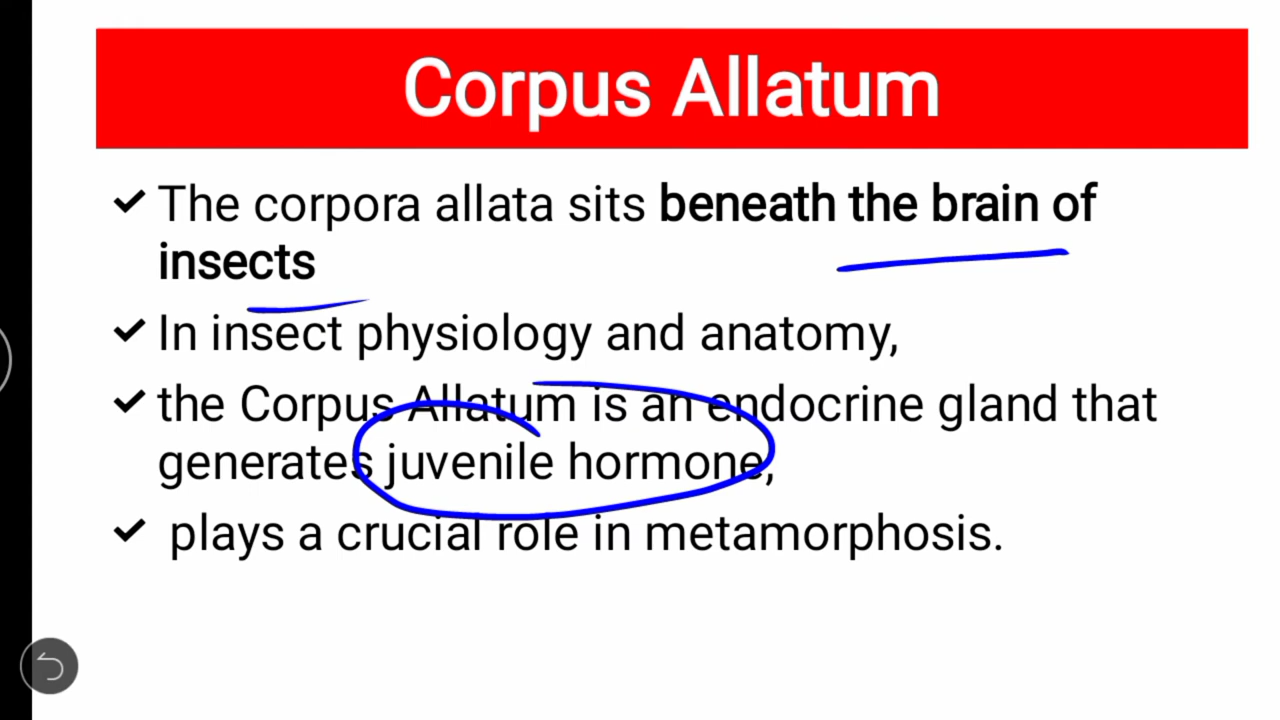 Corpus Allatum
✔ The corpora allata sits beneath the brain of
insects
✔ In insect physiology and anatomy,
✔ the Corpus Allatum is an endocrine gland that
generates juvenile hormone,
✔ plays a crucial role in metamorphosis.